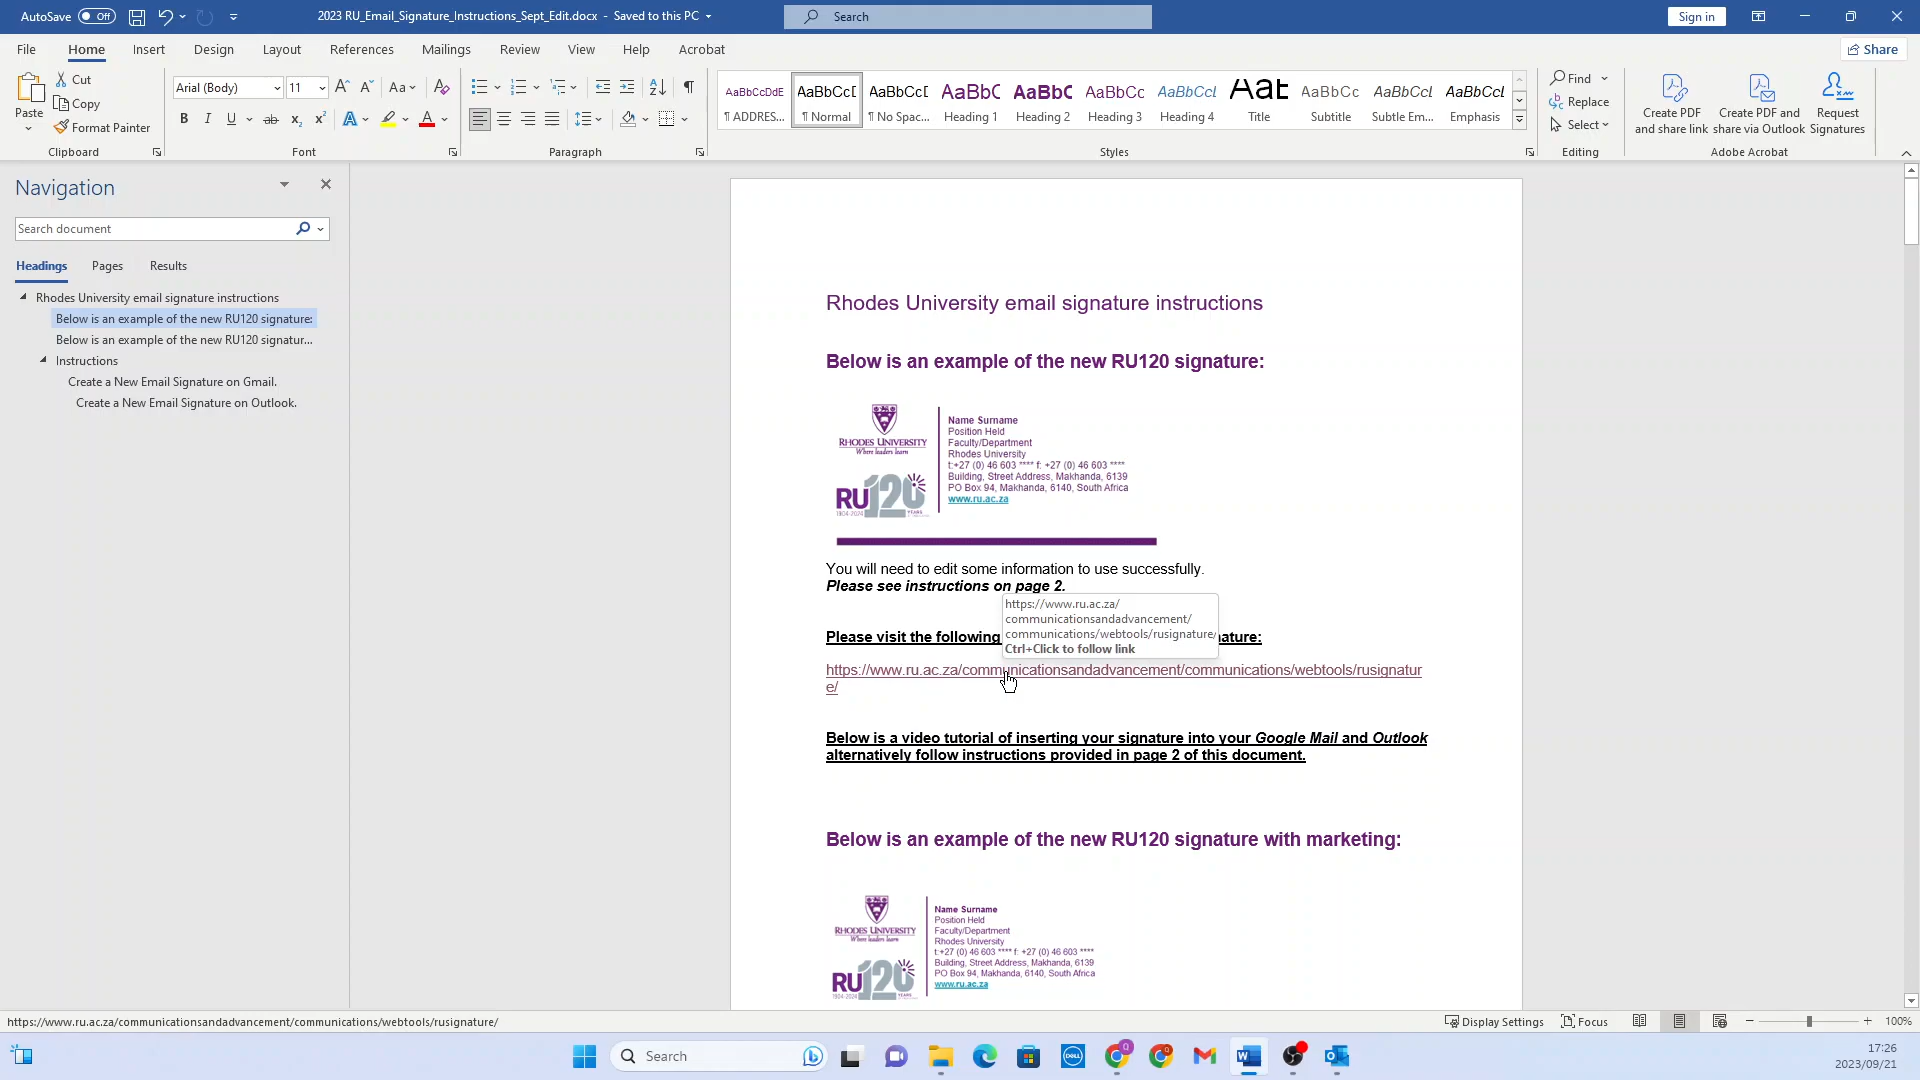 AutoSave Off
2023 RU_Email_Signature_Instructions_Sept_Edit.docx - Saved to this PC
Search
Sign in
File Home Insert Design Layout References Mailings Review View Help Acrobat
Share
Paste
Cut
Copy
Format Painter
Clipboard
Arial (Body) 11
Font
Paragraph
AaBbCcDdE AaBbCcD AaBbCcD AaBbC AaBbC AaBbCc AaBbCcL AaB AaBbCc AaBbCcL AaBbCcL
¶ ADDRES... ¶ Normal ¶ No Spac... Heading 1 Heading 2 Heading 3 Heading 4 Title Subtitle Subtle Em... Emphasis
Styles
Find
Replace
Select
Editing
Create PDF and share link
Create PDF and share via Outlook
Request Signatures
Adobe Acrobat
Navigation
Search document
Headings Pages Results
Rhodes University email signature instructions
Below is an example of the new RU120 signature:
Below is an example of the new RU120 signatur...
Instructions
Create a New Email Signature on Gmail.
Create a New Email Signature on Outlook.
Rhodes University email signature instructions
Below is an example of the new RU120 signature:
RHODES UNIVERSITY
Where leaders learn
RU120
1904-2024 YEARS
Name Surname
Position Held
Faculty/Department
Rhodes University
t:+27 (0) 46 603 **** f: +27 (0) 46 603 ****
Building, Street Address, Makhanda, 6139
PO Box 94, Makhanda, 6140, South Africa
www.ru.ac.za
You will need to edit some information to use successfully.
Please see instructions on page 2.
https://www.ru.ac.za/
communicationsandadvancement/
communications/webtools/rusignature/
Ctrl+Click to follow link
Please visit the following ature:
https://www.ru.ac.za/communicationsandadvancement/communications/webtools/rusignatur
e/
Below is a video tutorial of inserting your signature into your Google Mail and Outlook
alternatively follow instructions provided in page 2 of this document.
Below is an example of the new RU120 signature with marketing:
RHODES UNIVERSITY
Where leaders learn
RU120
1904-2024 YEARS
Name Surname
Position Held
Faculty/Department
Rhodes University
t:+27 (0) 46 603 **** f: +27 (0) 46 603 ****
Building, Street Address, Makhanda, 6139
PO Box 94, Makhanda, 6140, South Africa
www.ru.ac.za
https://www.ru.ac.za/communicationsandadvancement/communications/webtools/rusignature/
Display Settings Focus 100%
Search
17:26
2023/09/21